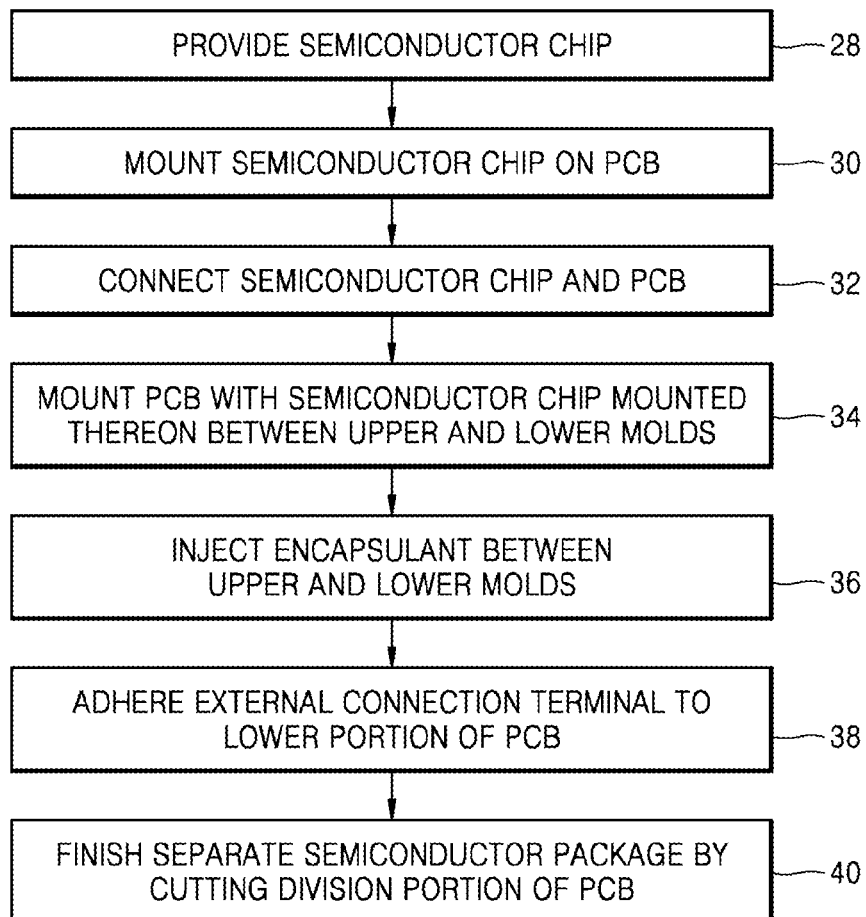 PROVIDE SEMICONDUCTOR CHIP
28
MOUNT SEMICONDUCTOR CHIP ON PCB
30
CONNECT SEMICONDUCTOR CHIP AND PCB
32
MOUNT PCB WITH SEMICONDUCTOR CHIP MOUNTED
THEREON BETWEEN UPPER AND LOWER MOLDS
34
INJECT ENCAPSULANT BETWEEN
UPPER AND LOWER MOLDS
36
ADHERE EXTERNAL CONNECTION TERMINAL TO
LOWER PORTION OF PCB
38
FINISH SEPARATE SEMICONDUCTOR PACKAGE BY
CUTTING DIVISION PORTION OF PCB
40